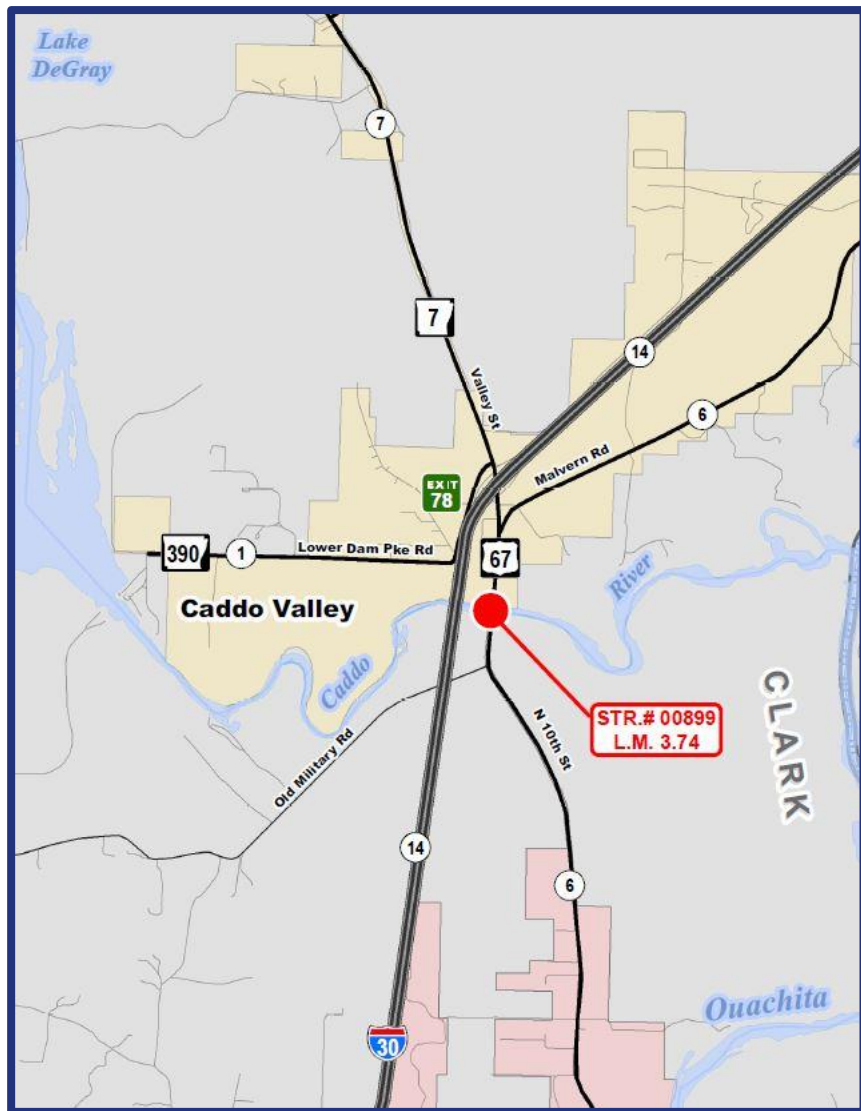 Lake
DeGray
7
7
14
Valley St
6
Malvern Rd
EXIT
78
390
1
Lower Dam Pke Rd
67
River
Caddo Valley
Caddo
STR.# 00899
L.M. 3.74
CLARK
N 10th St
Old Military Rd
14
6
Ouachita
30